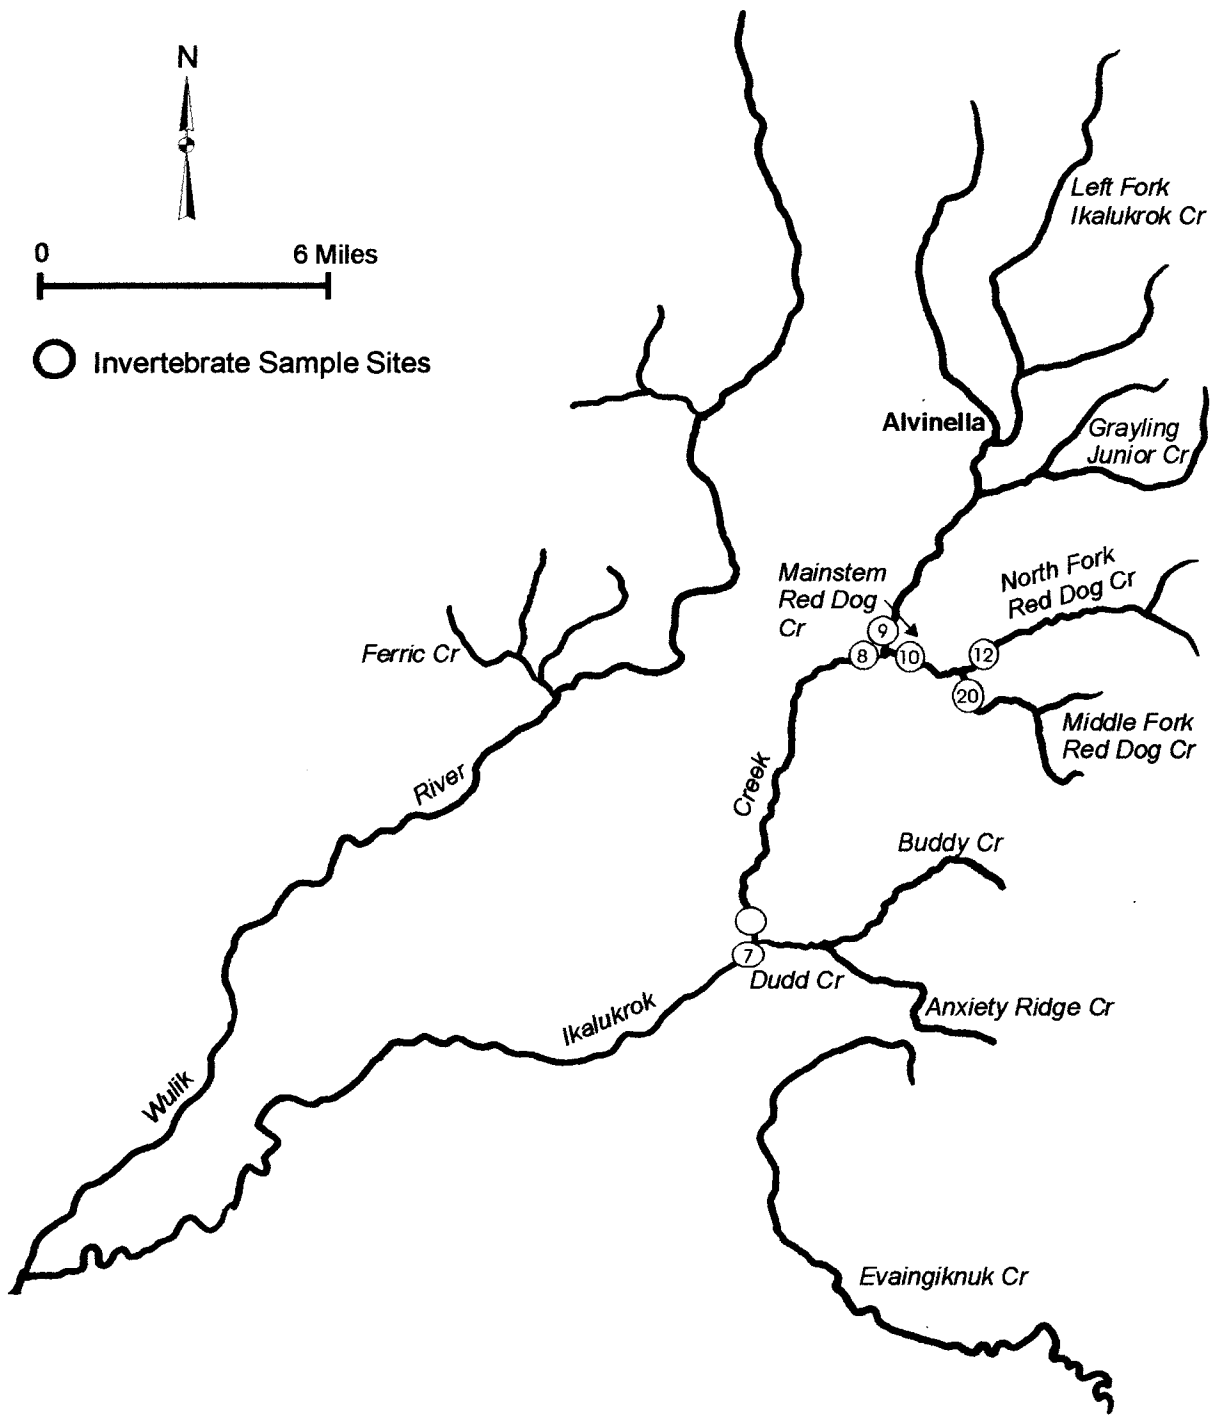 N
0 6 Miles
Invertebrate Sample Sites
Left Fork
Ikalukrok Cr
Alvinella
Grayling
Junior Cr
Mainstem
Red Dog
Cr
North Fork
Red Dog Cr
9
8
10
12
20
Ferric Cr
Middle Fork
Red Dog Cr
River
Creek
Buddy Cr
7
Dudd Cr
Anxiety Ridge Cr
Ikalukrok
Wulik
Evaingiknuk Cr